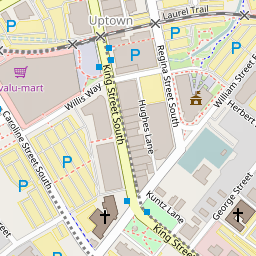 Uptown
Laurel Trail
P
P
P
valu-mart
King Street South
Regina Street South
Willis Way
Hughes Lane
William Street E
Herber
P
Caroline Street South
P
P
P
Kuntz Lane
George Street
King Street